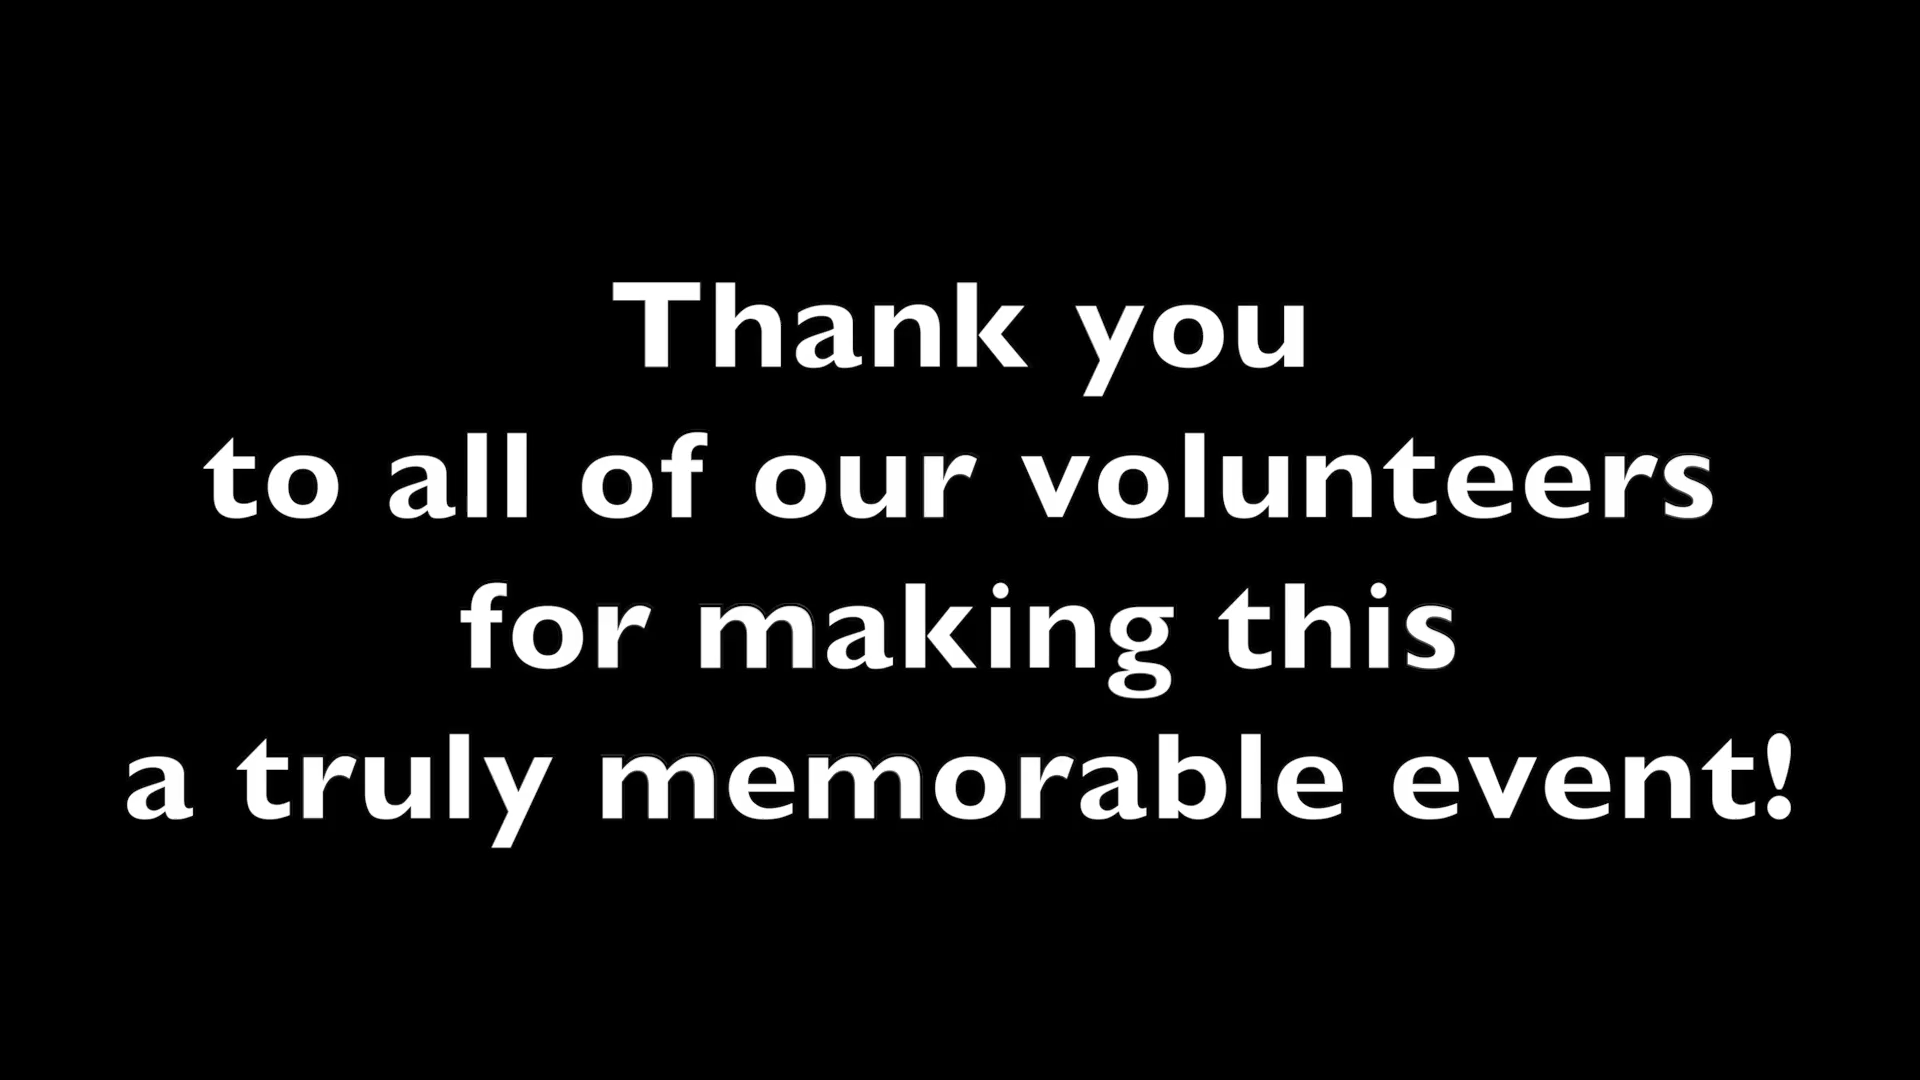 Thank you
to all of our volunteers
for making this
a truly memorable event!